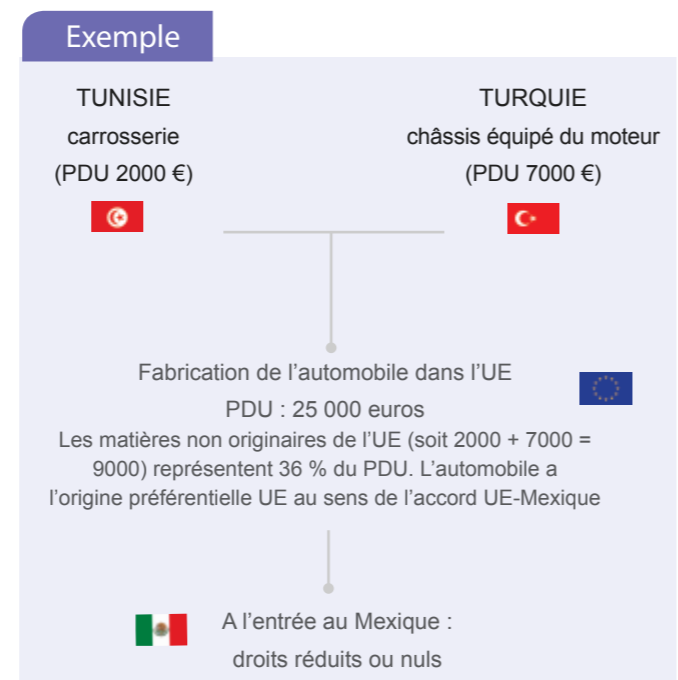 Exemple
TUNISIE
carrosserie
(PDU 2000 €)
TURQUIE
châssis équipé du moteur
(PDU 7000 €)
Fabrication de l’automobile dans l’UE
PDU : 25 000 euros
Les matières non originaires de l’UE (soit 2000 + 7000 =
9000) représentent 36 % du PDU. L’automobile a
l’origine préférentielle UE au sens de l’accord UE-Mexique
A l’entrée au Mexique :
droits réduits ou nuls